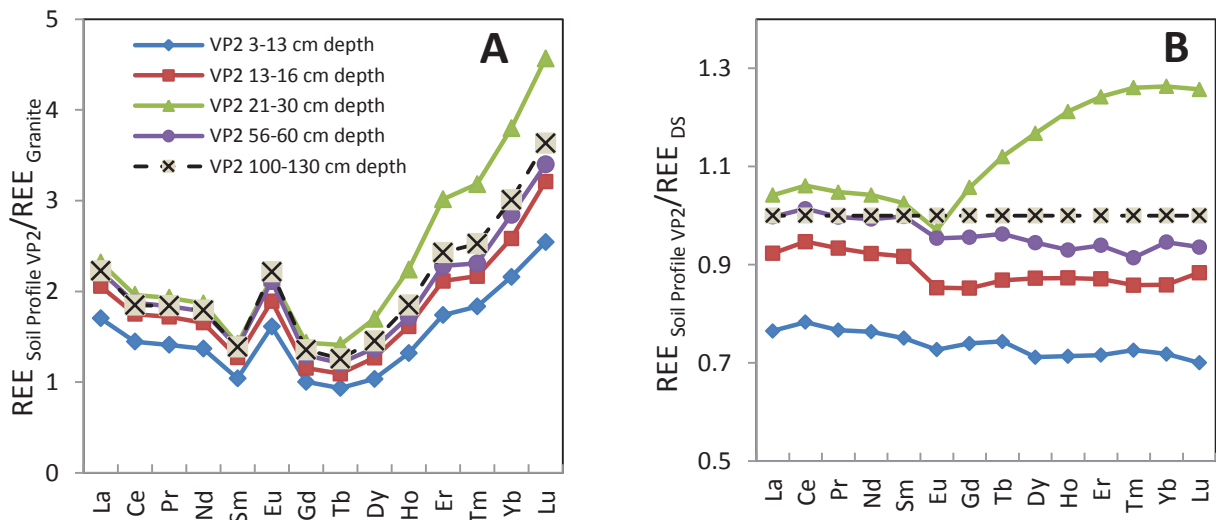 A
VP2 3-13 cm depth
VP2 13-16 cm depth
VP2 21-30 cm depth
VP2 56-60 cm depth
VP2 100-130 cm depth
REE Soil Profile VP2/REE Granite
5
4
3
2
1
0
La Ce Pr Nd Sm Eu Gd Tb Dy Ho Er Tm Yb Lu
B
REE Soil Profile VP2/REE DS
1.3
1.1
0.9
0.7
0.5
La Ce Pr Nd Sm Eu Gd Tb Dy Ho Er Tm Yb Lu